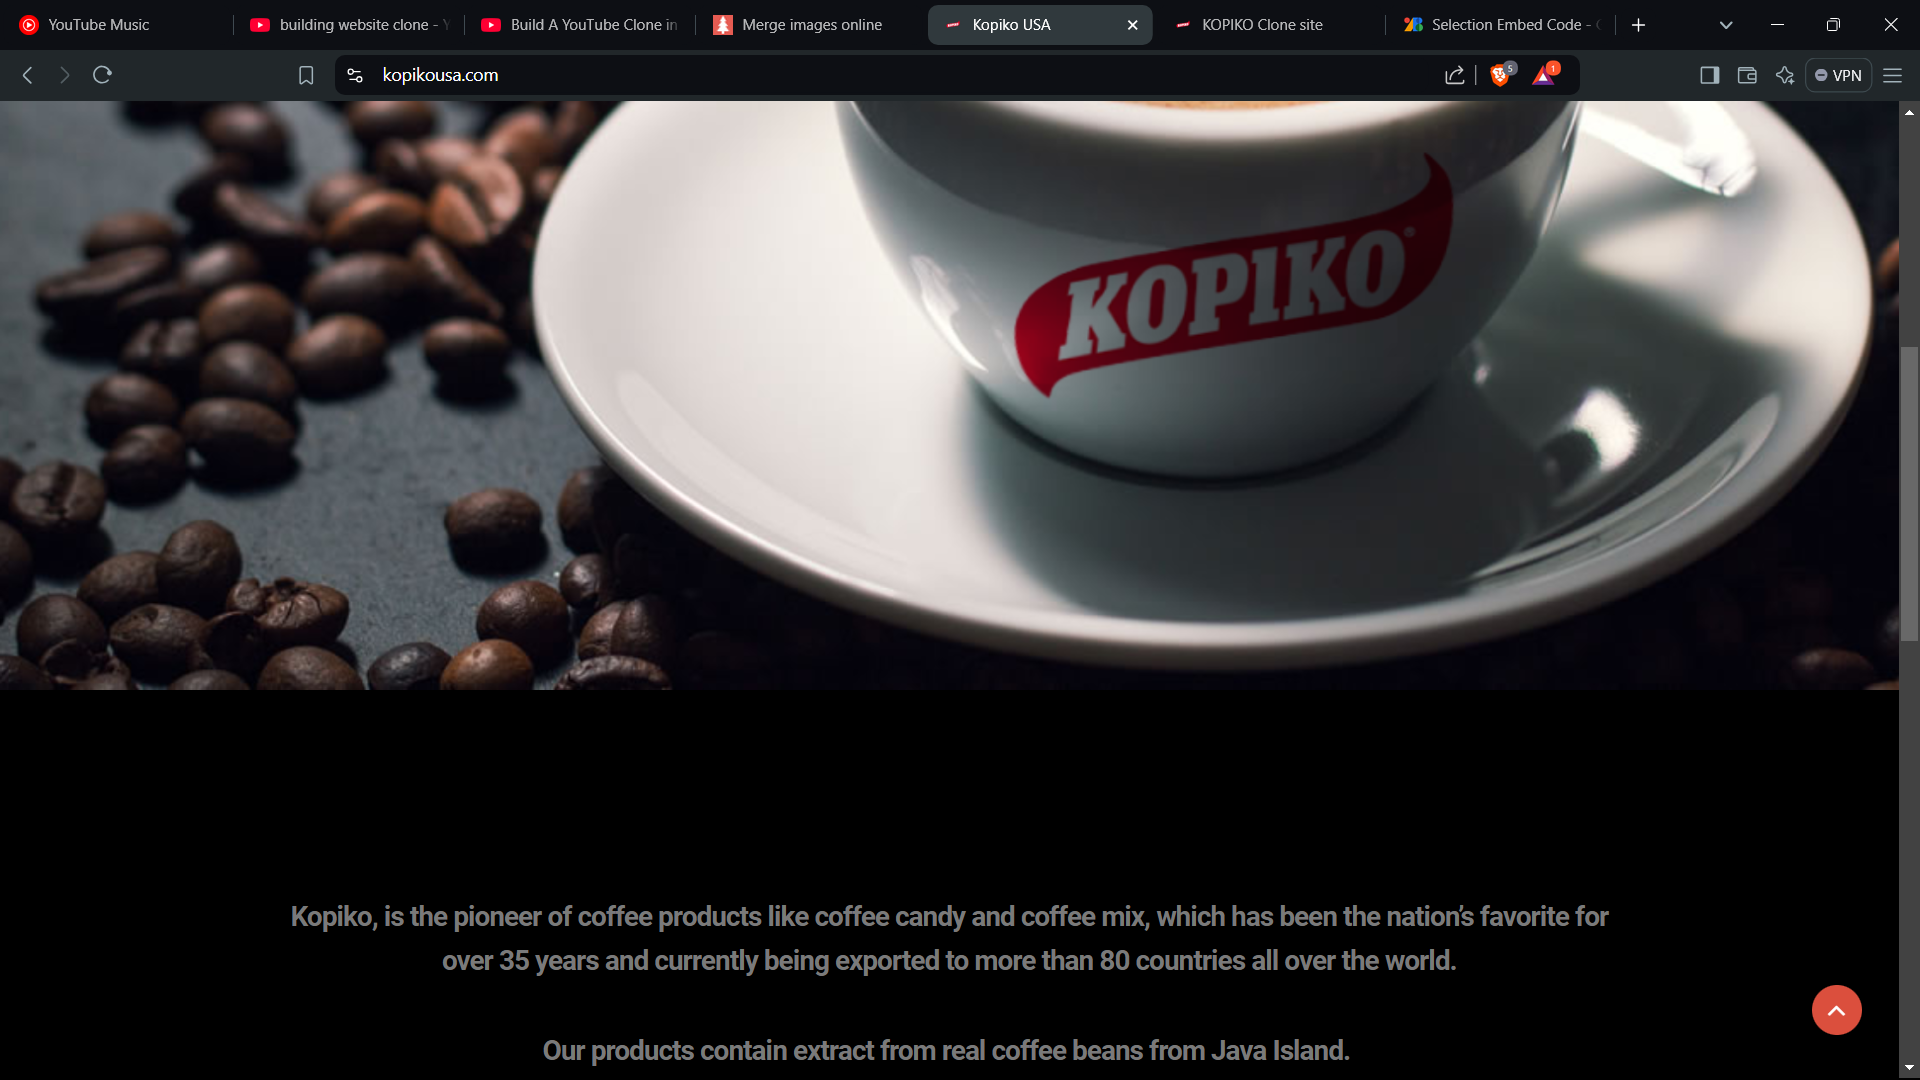 YouTube Music
building website clone -
Build A YouTube Clone in
Merge images online
Kopiko USA
KOPIKO Clone site
Selection Embed Code -
kopikousa.com
5
1
VPN
KOPIKO®
Kopiko, is the pioneer of coffee products like coffee candy and coffee mix, which has been the nation’s favorite for
over 35 years and currently being exported to more than 80 countries all over the world.
Our products contain extract from real coffee beans from Java Island.